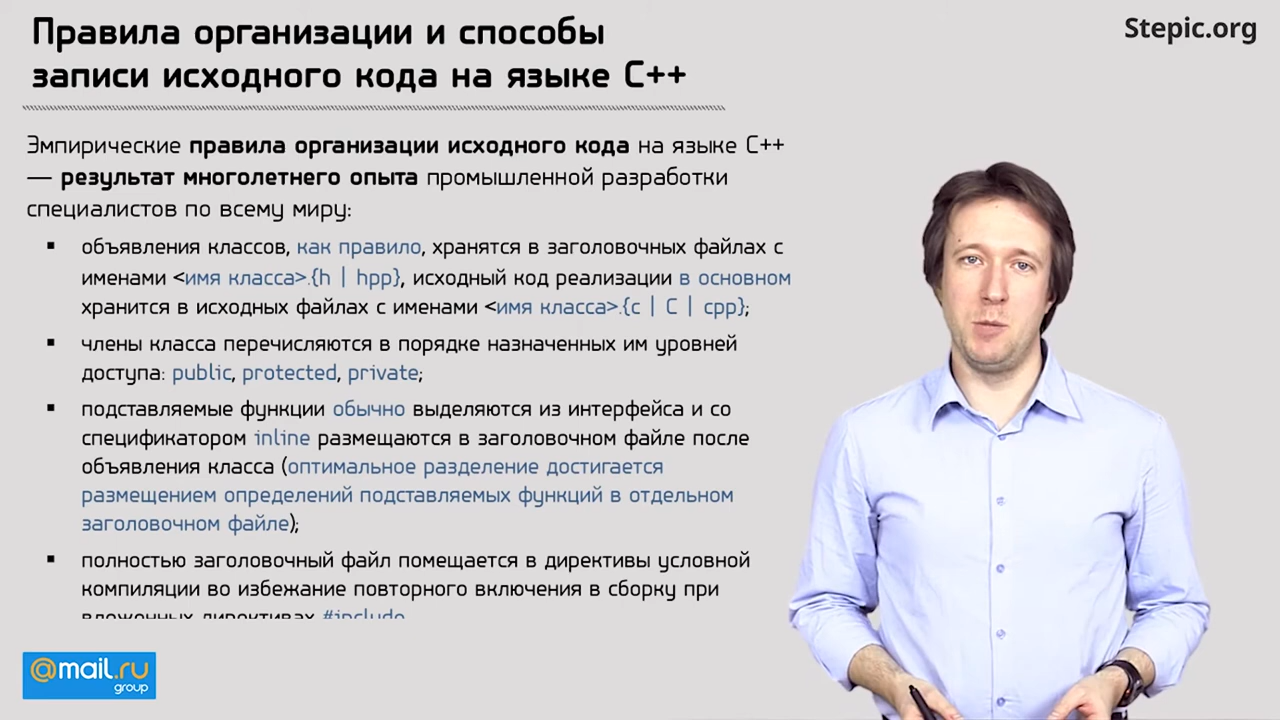 Правила организации и способы
записи исходного кода на языке C++
Stepic.org
Эмпирические правила организации исходного кода на языке C++
— результат многолетнего опыта промышленной разработки
специалистов по всему миру:
▪ объявления классов, как правило, хранятся в заголовочных файлах с
именами <имя класса>.{h | hpp}, исходный код реализации в основном
хранится в исходных файлах с именами <имя класса>.{c | C | cpp};
▪ члены класса перечисляются в порядке назначенных им уровней
доступа: public, protected, private;
▪ подставляемые функции обычно выделяются из интерфейса и со
спецификатором inline размещаются в заголовочном файле после
объявления класса (оптимальное разделение достигается
размещением определений подставляемых функций в отдельном
заголовочном файле);
▪ полностью заголовочный файл помещается в директивы условной
компиляции во избежание повторного включения в сборку при
вложенных директивах #include
@mail.ru
group